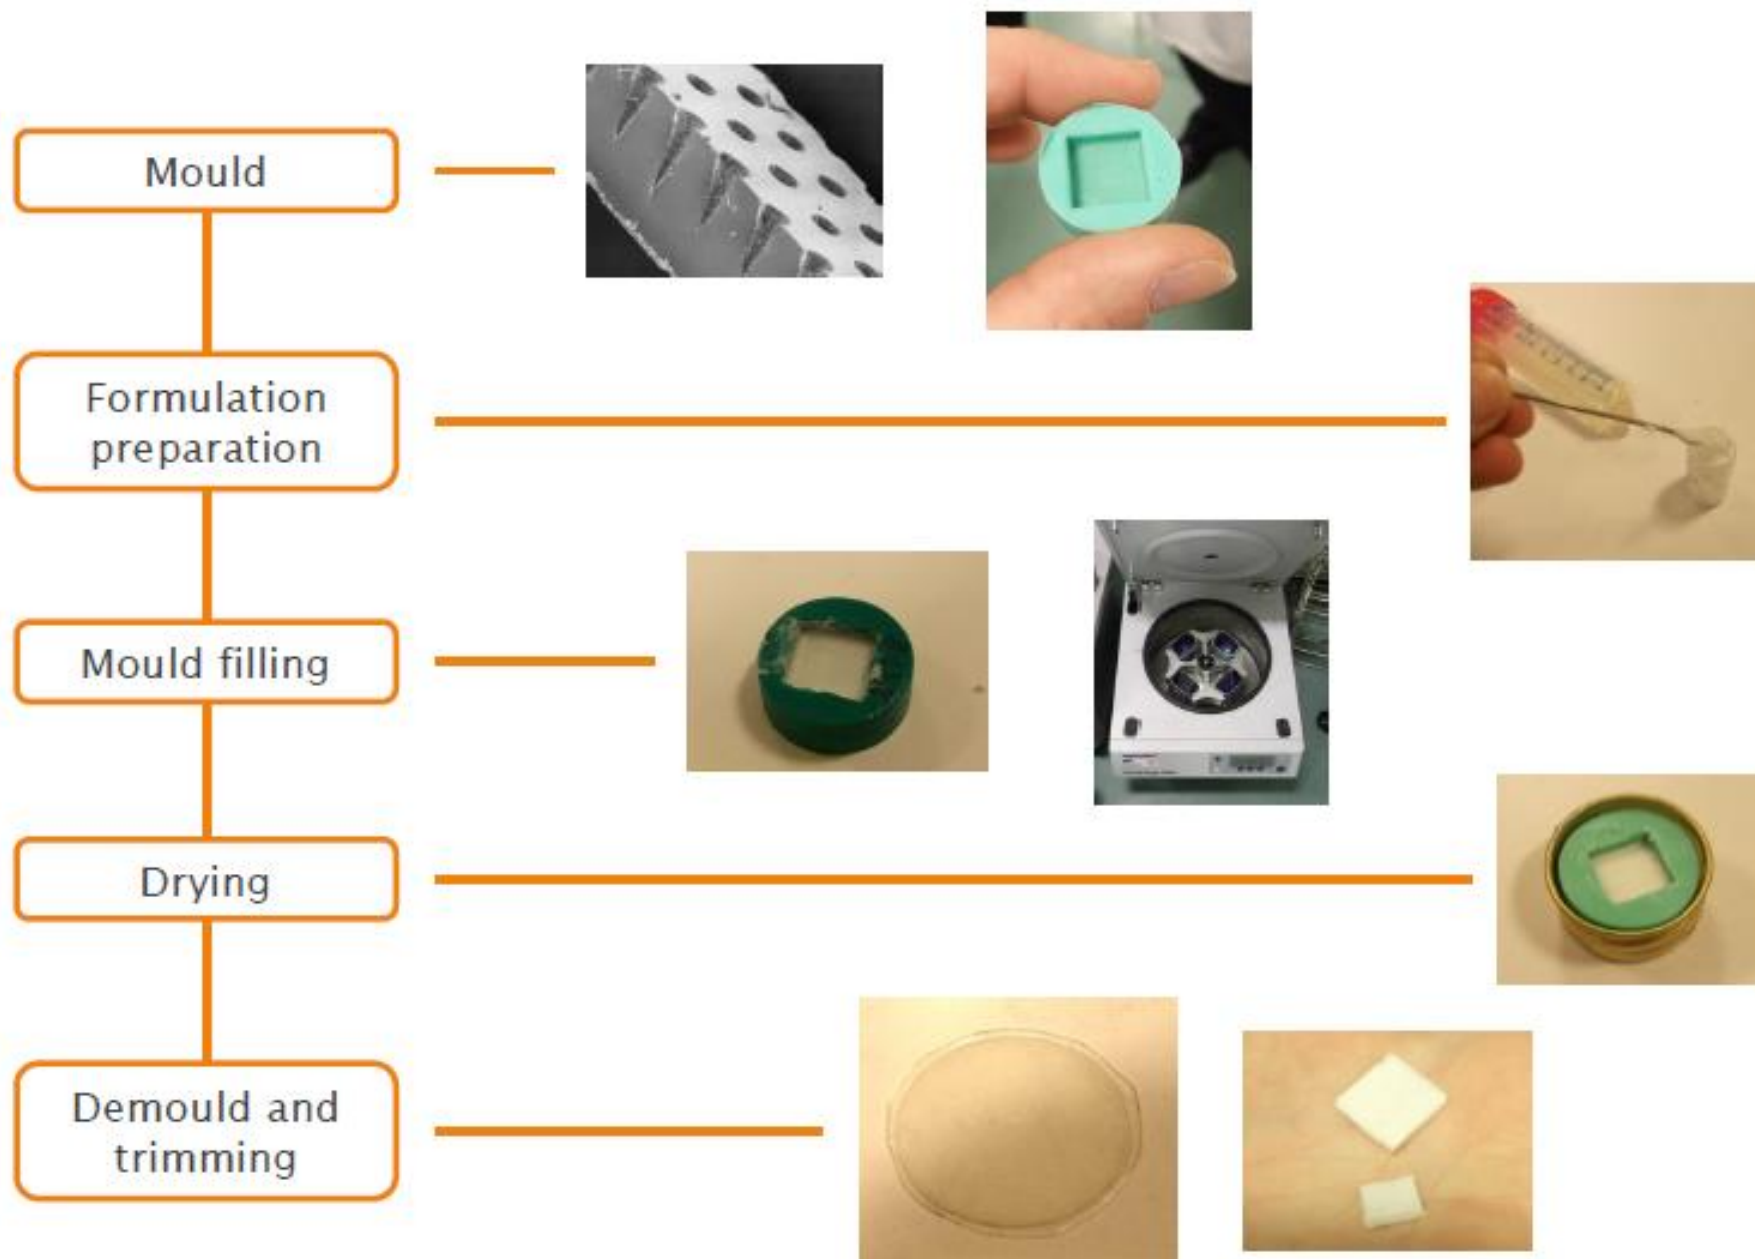 Mould
Formulation
preparation
Mould filling
Drying
Demould and
trimming